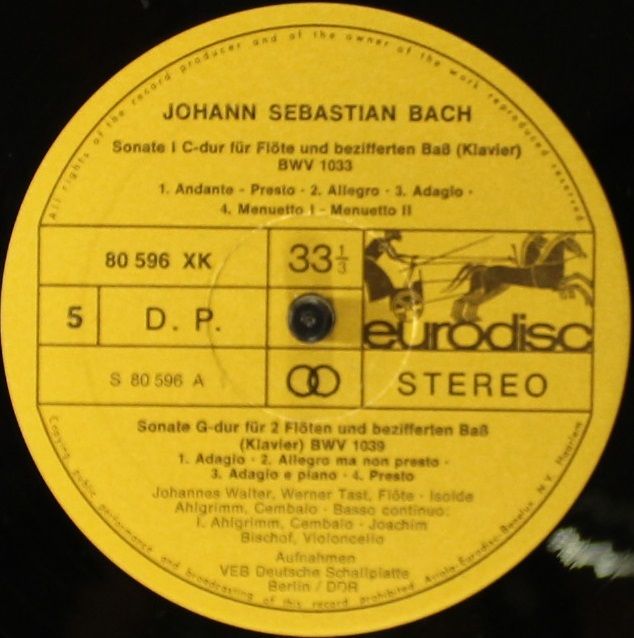 All rights of the record producer and of the owner of the work reproduced reserved.
JOHANN SEBASTIAN BACH
Sonate I C-dur für Flöte und bezifferten Baß (Klavier)
BWV 1033
1. Andante - Presto · 2. Allegro · 3. Adagio ·
4. Menuetto I - Menuetto II
80 596 XK
33 1/3
eurodisc
5
D. P.
S 80 596 A
STEREO
Sonate G-dur für 2 Flöten und bezifferten Baß
(Klavier) BWV 1039
1. Adagio · 2. Allegro ma non presto ·
3. Adagio e piano · 4. Presto
Johannes Walter, Werner Tast, Flöte · Isolde
Ahlgrimm, Cembalo · Basso continuo:
I. Ahlgrimm, Cembalo · Joachim
Bischof, Violoncello
Aufnahmen
VEB Deutsche Schallplatte
Berlin / DDR
Copying, public performance and broadcasting of this record prohibited. Ariola-Eurodisc-Benelux N.V. Haarlem